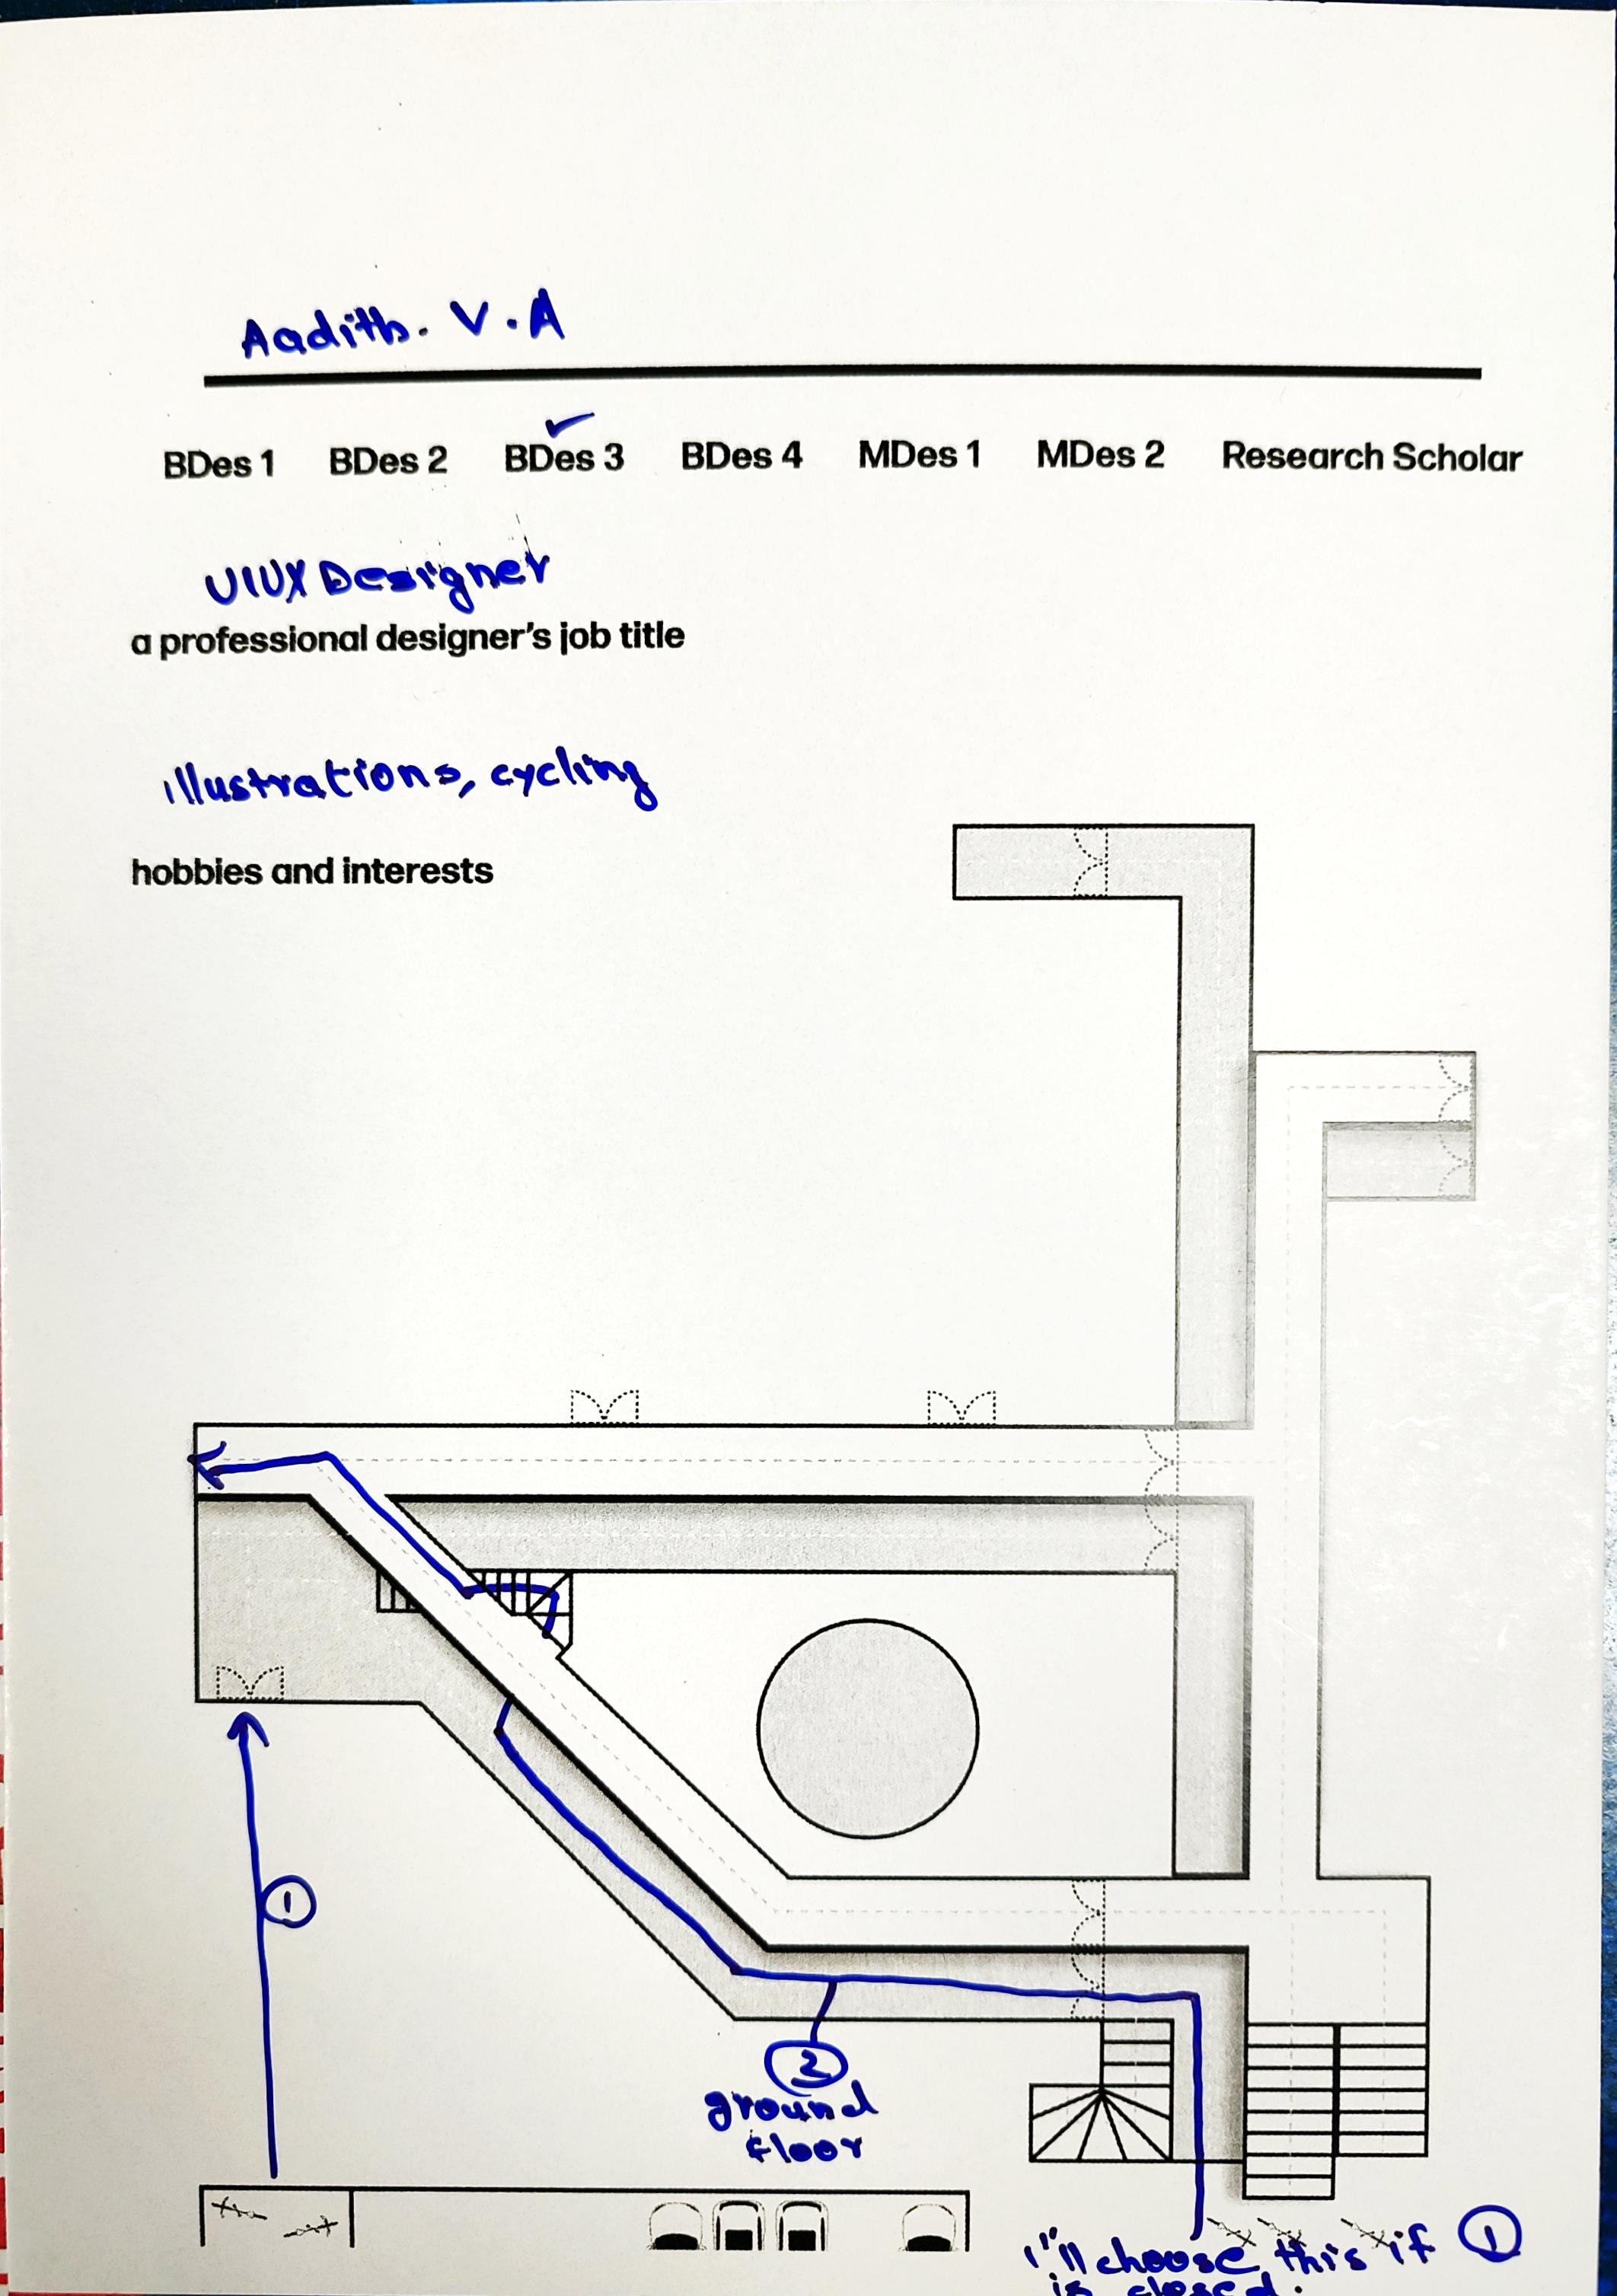 Aadith. V.A
BDes 1 BDes 2 BDes 3 BDes 4 MDes 1 MDes 2 Research Scholar
UIUX Designer
a professional designer's job title
illustrations, cycling
hobbies and interests
1
2
ground
floor
i'll choose this if 1
is closed.